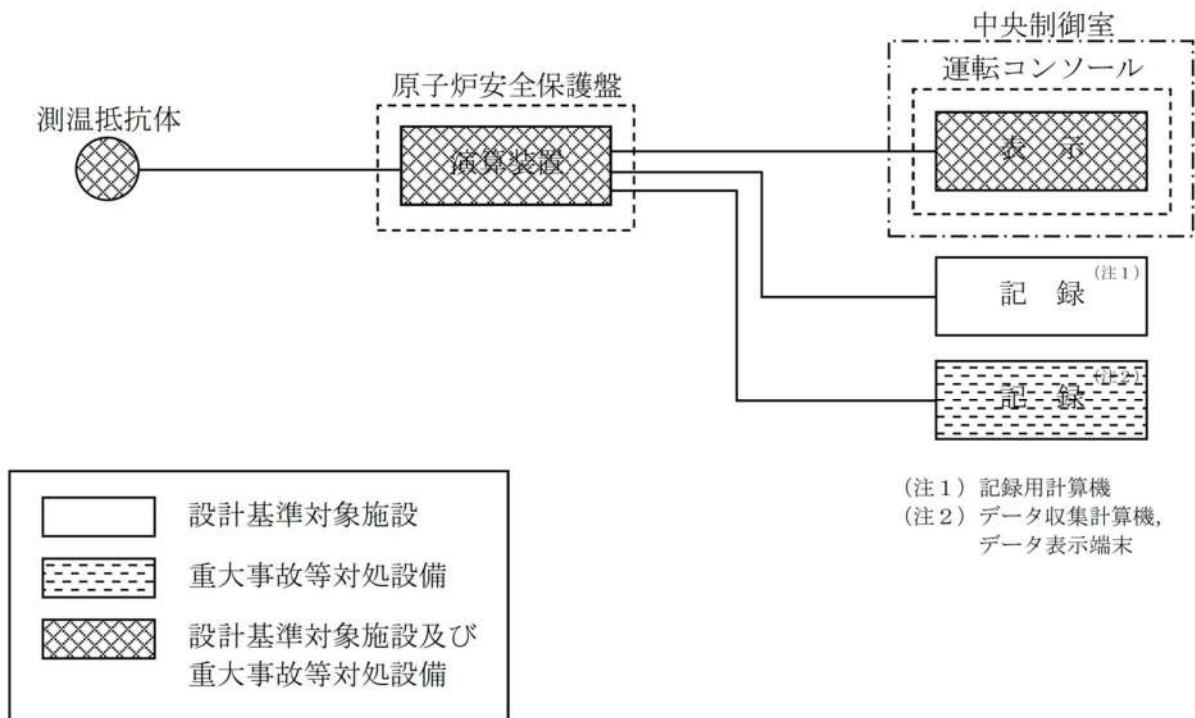 中央制御室
運転コンソール
原子炉安全保護盤
測温抵抗体
演算装置
表　示
記　録（注１）
記　録（注２）
（注１）記録用計算機
（注２）データ収集計算機，
データ表示端末
設計基準対象施設
重大事故等対処設備
設計基準対象施設及び
重大事故等対処設備